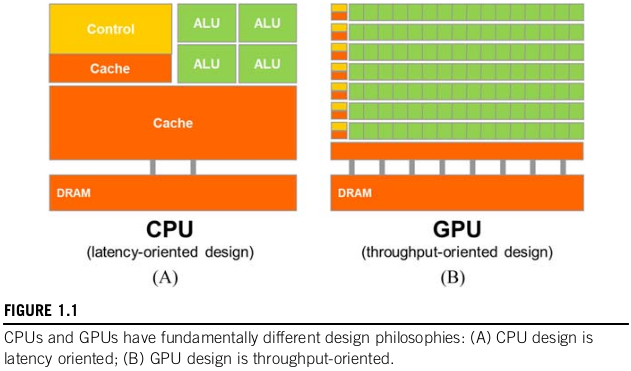 Control
ALU
ALU
Cache
ALU
ALU
Cache
DRAM
DRAM
CPU
(latency-oriented design)
(A)
GPU
(throughput-oriented design)
(B)
FIGURE 1.1
CPUs and GPUs have fundamentally different design philosophies: (A) CPU design is
latency oriented; (B) GPU design is throughput-oriented.